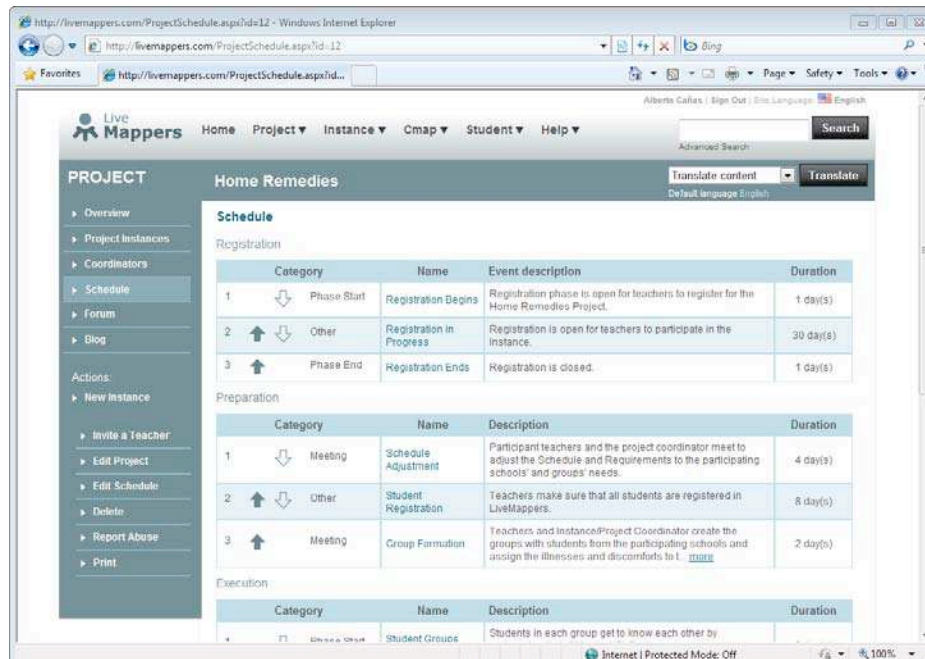 http://livemappers.com/ProjectSchedule.aspx?id=12 - Windows Internet Explorer
http://livemappers.com/ProjectSchedule.aspx?id=12
Bing
Favorites
http://livemappers.com/ProjectSchedule.aspx?id...
Page Safety Tools
Alberto Cañas | Sign Out | Site Language: English
Live
Mappers
Home Project Instance Cmap Student Help
Search
Advanced Search
PROJECT
Home Remedies
Translate content
Translate
Default language English
Overview
Project Instances
Coordinators
Schedule
Forum
Blog
Actions:
New Instance
Invite a Teacher
Edit Project
Edit Schedule
Delete
Report Abuse
Print
Schedule
Registration
Category Name Event description Duration
1 Phase Start Registration Begins Registration phase is open for teachers to register for the
Home Remedies Project. 1 day(s)
2 Other Registration in
Progress Registration is open for teachers to participate in the
Instance. 30 day(s)
3 Phase End Registration Ends Registration is closed. 1 day(s)
Preparation
Category Name Description Duration
1 Meeting Schedule
Adjustment Participant teachers and the project coordinator meet to
adjust the Schedule and Requirements to the participating
schools' and groups' needs. 4 day(s)
2 Other Student
Registration Teachers make sure that all students are registered in
LiveMappers. 8 day(s)
3 Meeting Group Formation Teachers and Instance/Project Coordinator create the
groups with students from the participating schools and
assign the illnesses and discomforts to t... more 2 day(s)
Execution
Category Name Description Duration
Phase Start Student Groups Students in each group get to know each other by
Internet | Protected Mode: Off
100%